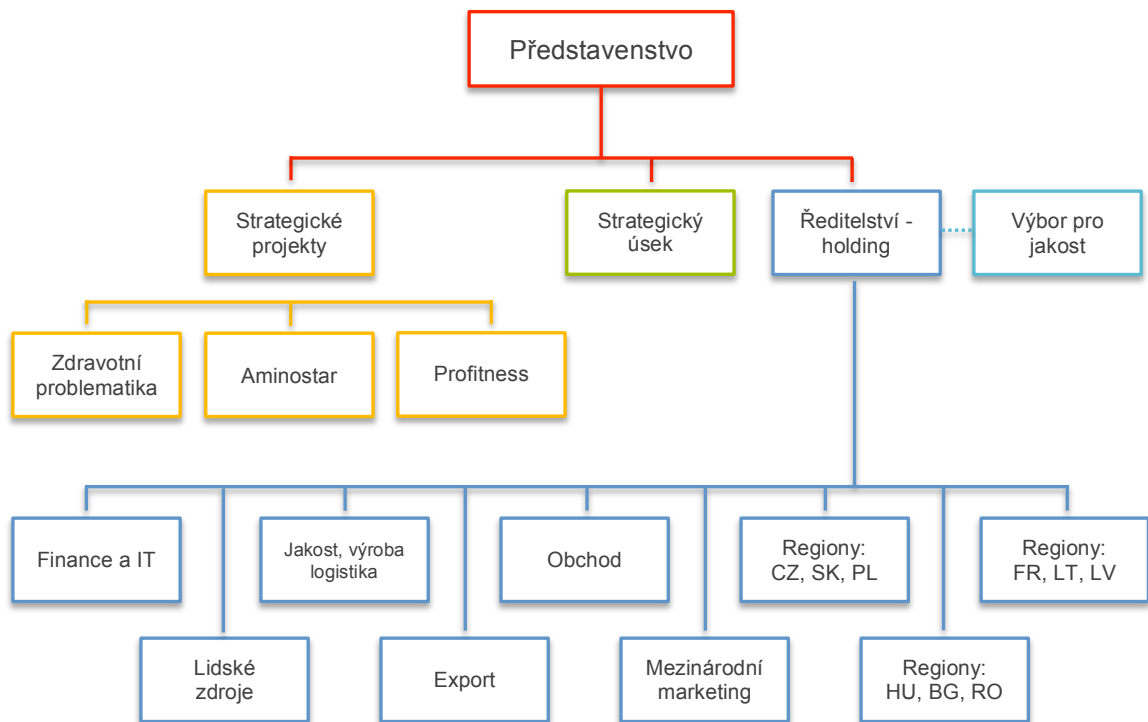 Představenstvo
Strategické
projekty
Strategický
úsek
Ředitelství -
holding
Výbor pro
jakost
Zdravotní
problematika
Aminostar
Profitness
Finance a IT
Jakost, výroba
logistika
Obchod
Regiony:
CZ, SK, PL
Regiony:
FR, LT, LV
Lidské
zdroje
Export
Mezinárodní
marketing
Regiony:
HU, BG, RO